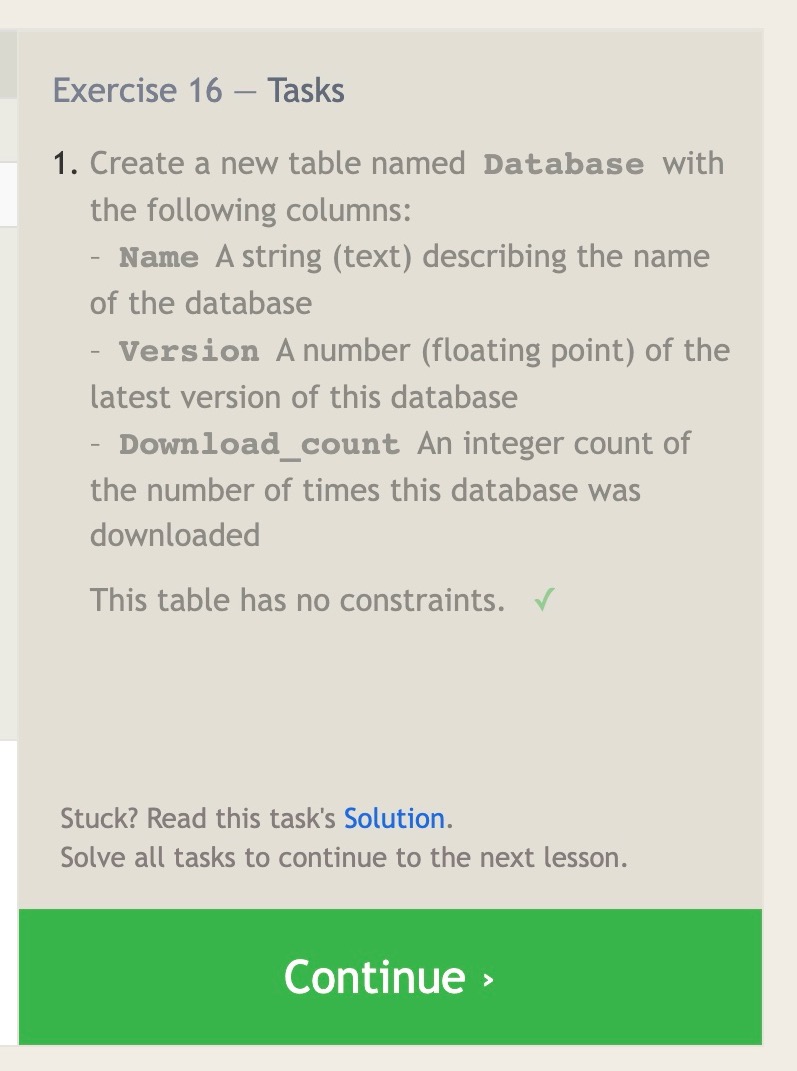 Exercise 16 — Tasks
1. Create a new table named Database with
the following columns:
– Name A string (text) describing the name
of the database
– Version A number (floating point) of the
latest version of this database
– Download_count An integer count of
the number of times this database was
downloaded
This table has no constraints. ✓
Stuck? Read this task's Solution.
Solve all tasks to continue to the next lesson.
Continue ›